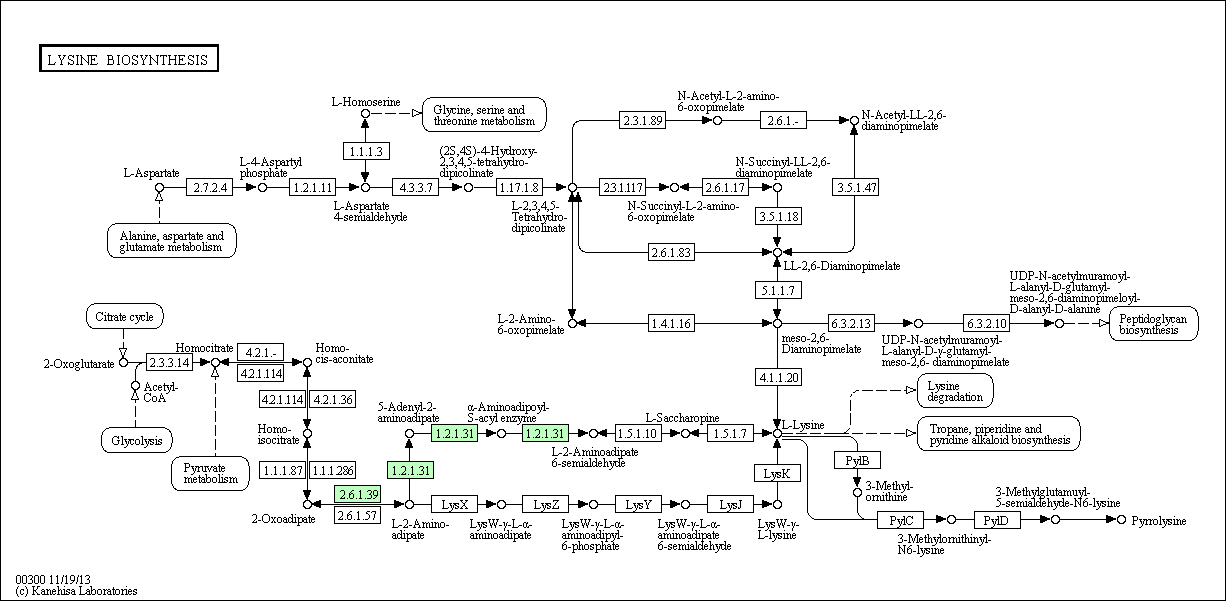 LYSINE BIOSYNTHESIS
L-Homoserine
Glycine, serine and
threonine metabolism
1.1.1.3
N-Acetyl-L-2-amino-
6-oxopimelate
2.3.1.89
2.6.1.-
N-Acetyl-LL-2,6-
diaminopimelate
L-Aspartate
2.7.2.4
L-4-Aspartyl
phosphate
1.2.1.11
L-Aspartate
4-semialdehyde
4.3.3.7
(2S,4S)-4-Hydroxy-
2,3,4,5-tetrahydro-
dipicolinate
1.17.1.8
L-2,3,4,5-
Tetrahydro-
dipicolinate
2.3.1.117
N-Succinyl-L-2-amino-
6-oxopimelate
2.6.1.17
N-Succinyl-LL-2,6-
diaminopimelate
3.5.1.47
3.5.1.18
Alanine, aspartate and
glutamate metabolism
2.6.1.83
LL-2,6-Diaminopimelate
5.1.1.7
L-2-Amino-
6-oxopimelate
1.4.1.16
meso-2,6-
Diaminopimelate
6.3.2.13
UDP-N-acetylmuramoyl-
L-alanyl-D-γ-glutamyl-
meso-2,6- diaminopimelate
6.3.2.10
UDP-N-acetylmuramoyl-
L-alanyl-D-glutamyl-
meso-2,6-diaminopimeloyl-
D-alanyl-D-alanine
Peptidoglycan
biosynthesis
Citrate cycle
2-Oxoglutarate
2.3.3.14
Homocitrate
4.2.1.-
4.2.1.114
Homo-
cis-aconitate
Acetyl-
CoA
Glycolysis
Pyruvate
metabolism
4.2.1.114
4.2.1.36
Homo-
isocitrate
1.1.1.87
1.1.1.286
2-Oxoadipate
2.6.1.39
2.6.1.57
L-2-Amino-
adipate
1.2.1.31
5-Adenyl-2-
aminoadipate
1.2.1.31
α-Aminoadipoyl-
S-acyl enzyme
1.2.1.31
L-2-Aminoadipate
6-semialdehyde
1.5.1.10
L-Saccharopine
1.5.1.7
L-Lysine
4.1.1.20
Lysine
degradation
Tropane, piperidine and
pyridine alkaloid biosynthesis
LysX
LysW-γ-L-α-
aminoadipate
LysZ
LysW-γ-L-α-
aminoadipyl-
6-phosphate
LysY
LysW-γ-L-α-
aminoadipate
6-semialdehyde
LysJ
LysW-γ-
L-lysine
LysK
PylB
3-Methyl-
ornithine
PylC
3-Methylornithinyl-
N6-lysine
PylD
3-Methylglutamuyl-
5-semialdehyde-N6-lysine
Pyrrolysine
00300 11/19/13
(c) Kanehisa Laboratories